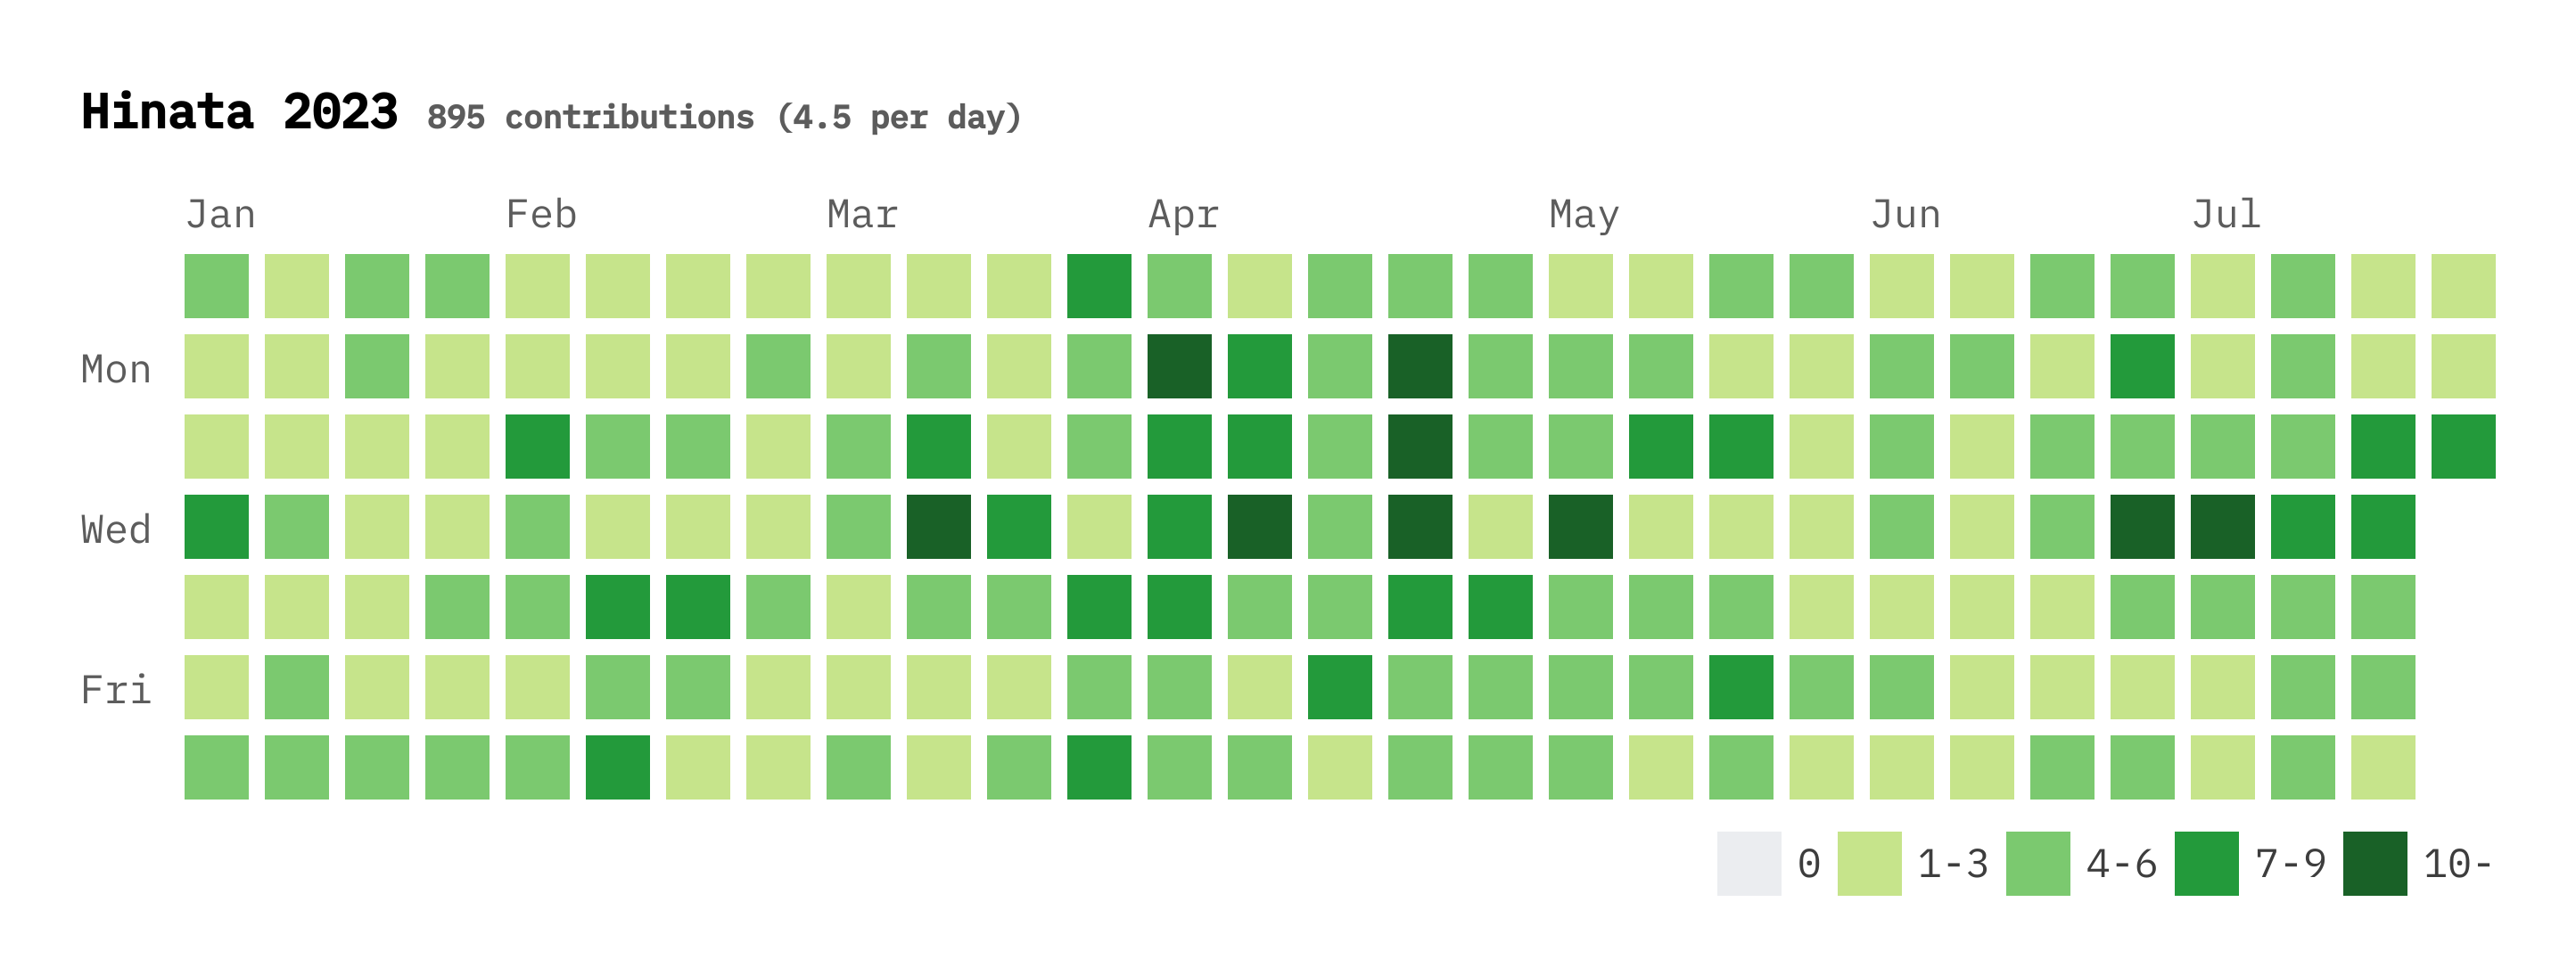 Hinata 2023 895 contributions (4.5 per day)
Jan Feb Mar Apr May Jun Jul
Mon
Wed
Fri
0 1-3 4-6 7-9 10-